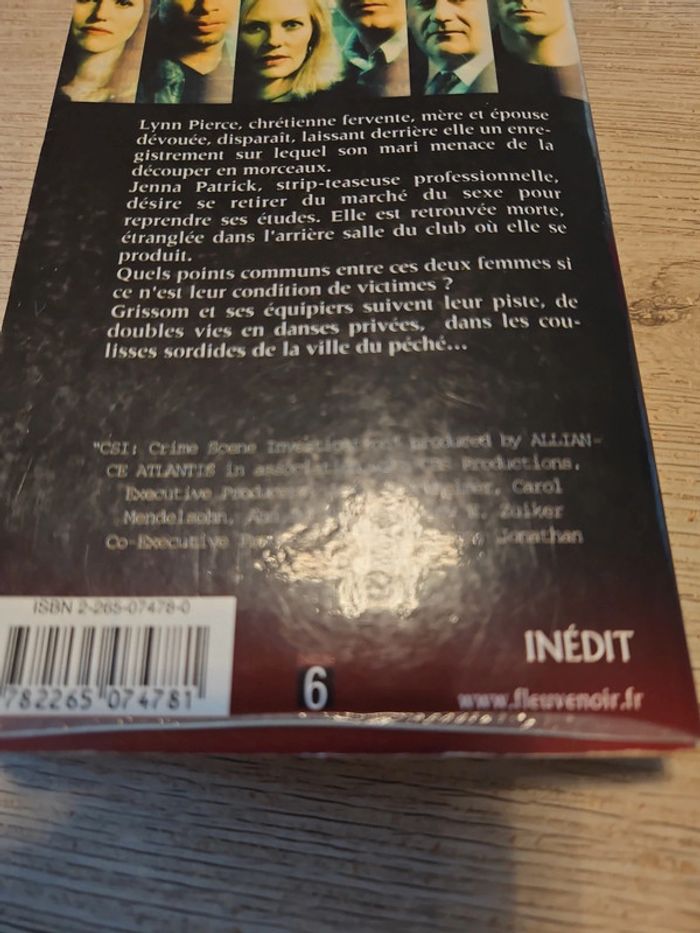 Lynn Pierce, chrétienne fervente, mère et épouse
dévouée, disparaît, laissant derrière elle un enre-
gistrement sur lequel son mari menace de la
découper en morceaux.
Jenna Patrick, strip-teaseuse professionnelle,
désire se retirer du marché du sexe pour
reprendre ses études. Elle est retrouvée morte,
étranglée dans l'arrière salle du club où elle se
produit.
Quels points communs entre ces deux femmes si
ce n'est leur condition de victimes ?
Grissom et ses équipiers suivent leur piste, de
doubles vies en danses privées, dans les cou-
lisses sordides de la ville du péché...
"CSI: Crime Scene produced by ALLIAN-
CE ATLANTIS in Productions,
Executive Carol
Mendelsohn, Zuiker
Co-Executive Jonathan
ISBN 2-265-07478-0
782265 074781
6
INÉDIT
www.fleuvenoir.fr